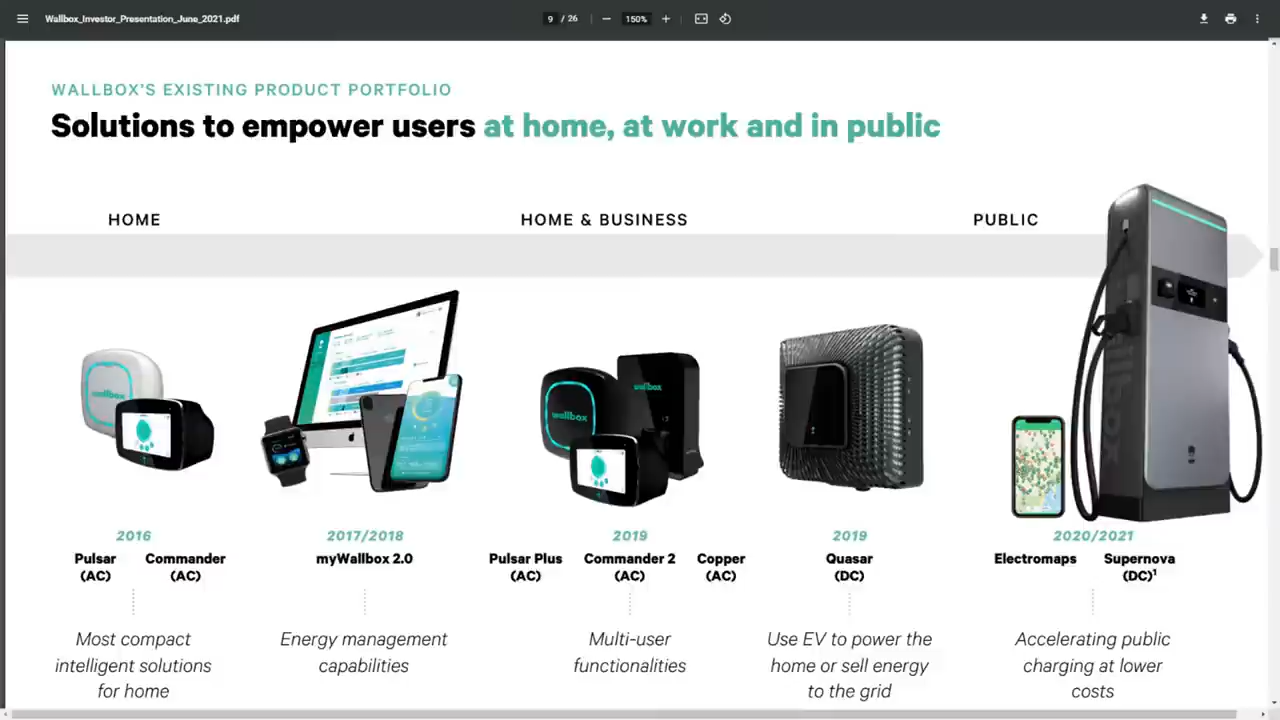 Wallbox_Investor_Presentation_June_2021.pdf
9 / 26
150%
WALLBOX'S EXISTING PRODUCT PORTFOLIO
Solutions to empower users at home, at work and in public
HOME
HOME & BUSINESS
PUBLIC
wallbox
wallbox
wallbox
wallbox
2016
Pulsar Commander
(AC) (AC)
Most compact
intelligent solutions
for home
2017/2018
myWallbox 2.0
Energy management
capabilities
2019
Pulsar Plus Commander 2 Copper
(AC) (AC) (AC)
Multi-user
functionalities
2019
Quasar
(DC)
Use EV to power the
home or sell energy
to the grid
2020/2021
Electromaps Supernova
(DC)1
Accelerating public
charging at lower
costs